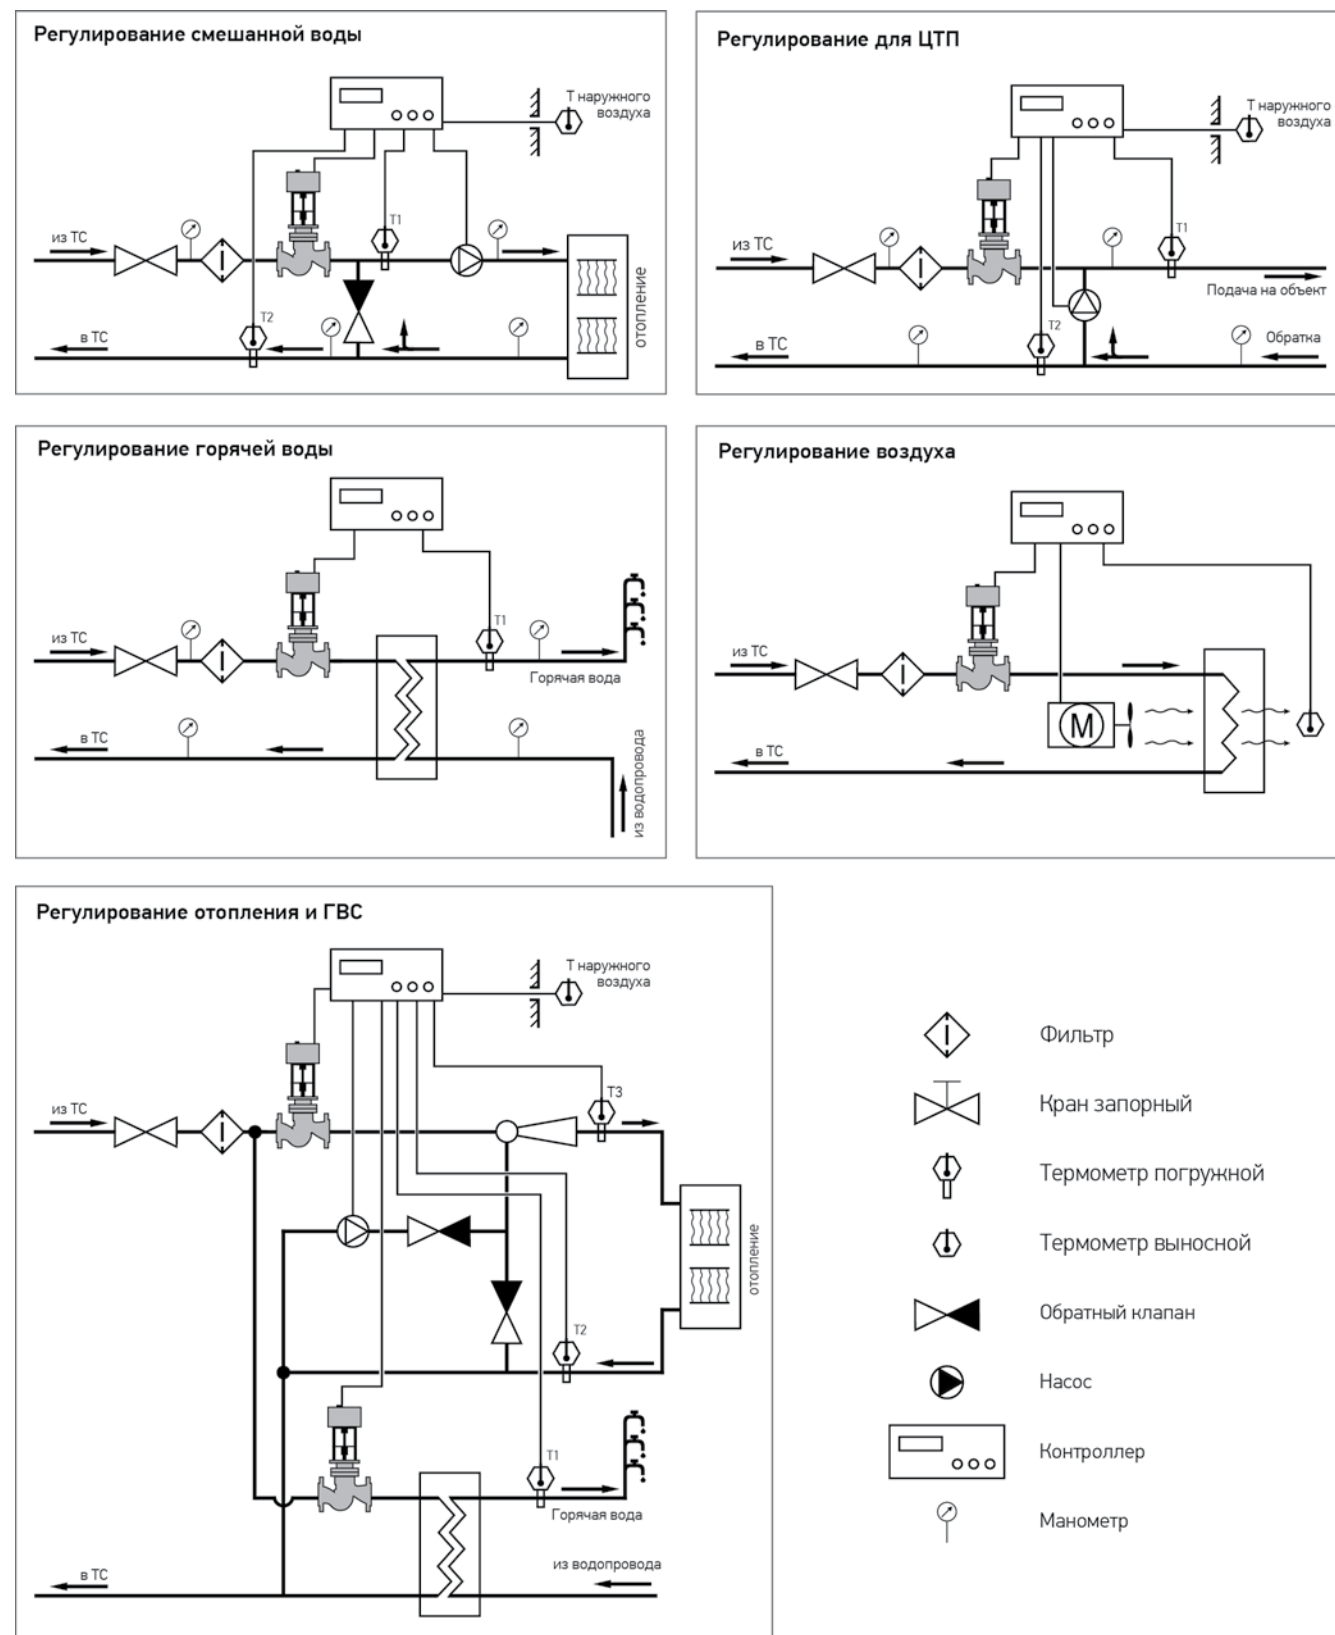 Регулирование смешанной воды
Т наружного
воздуха
из ТС
Т1
Т2
в ТС
отопление
Регулирование для ЦТП
Т наружного
воздуха
из ТС
Т1
Подача на объект
Т2
в ТС
Обратка
Регулирование горячей воды
из ТС
Т1
Горячая вода
в ТС
из водопровода
Регулирование воздуха
из ТС
М
в ТС
Регулирование отопления и ГВС
Т наружного
воздуха
из ТС
Т3
отопление
Т2
Т1
Горячая вода
из водопровода
в ТС
Фильтр
Кран запорный
Термометр погружной
Термометр выносной
Обратный клапан
Насос
Контроллер
Манометр